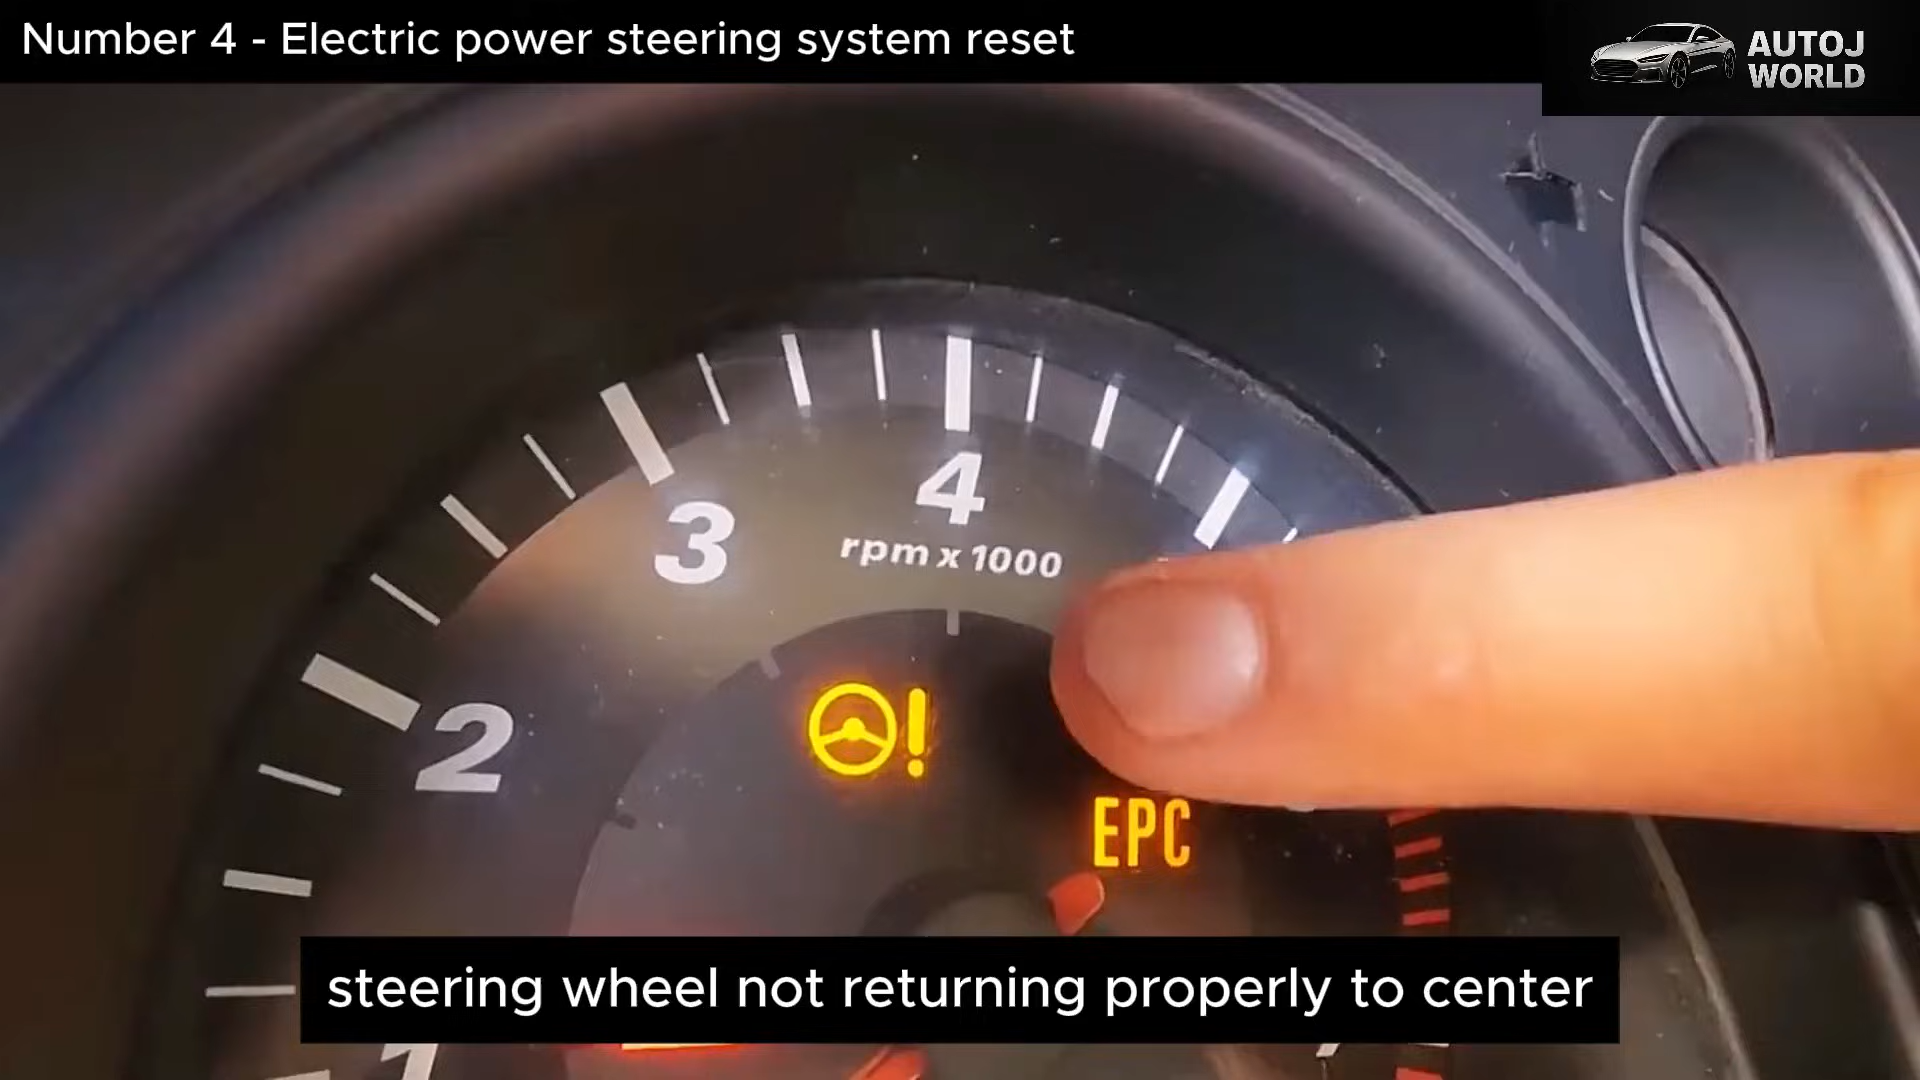 Number 4 - Electric power steering system reset
AUTOJ
WORLD
4
3
rpm x 1000
2
!
EPC
steering wheel not returning properly to center
1